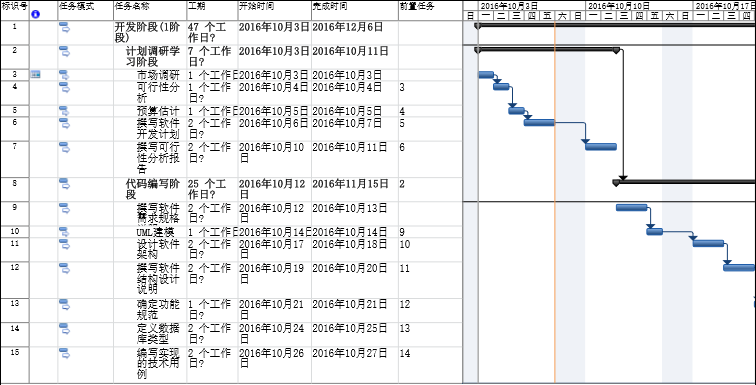 标识号 任务模式 任务名称 工期 开始时间 完成时间 前置任务 2016年10月3日 2016年10月10日 2016年10月17日
日 一 二 三 四 五 六 日 一 二 三 四 五 六 日 一 二 三 四
1 开发阶段(1阶段) 47 个工作日? 2016年10月3日 2016年12月6日
2 计划调研学习阶段 7 个工作日? 2016年10月3日 2016年10月11日
3 市场调研 1 个工作日 2016年10月3日 2016年10月3日
4 可行性分析 1 个工作日? 2016年10月4日 2016年10月4日 3
5 预算估计 1 个工作日 2016年10月5日 2016年10月5日 4
6 撰写软件开发计划 2 个工作日? 2016年10月6日 2016年10月7日 5
7 撰写可行性分析报告 2 个工作日? 2016年10月10日 2016年10月11日 6
8 代码编写阶段 25 个工作日? 2016年10月12日 2016年11月15日 2
9 撰写软件需求规格 2 个工作日? 2016年10月12日 2016年10月13日
10 UML建模 1 个工作日 2016年10月14日 2016年10月14日 9
11 设计软件架构 2 个工作日? 2016年10月17日 2016年10月18日 10
12 撰写软件结构设计说明 2 个工作日? 2016年10月19日 2016年10月20日 11
13 确定功能规范 1 个工作日? 2016年10月21日 2016年10月21日 12
14 定义数据库类型 2 个工作日? 2016年10月24日 2016年10月25日 13
15 编写实现的技术用例 2 个工作日? 2016年10月26日 2016年10月27日 14